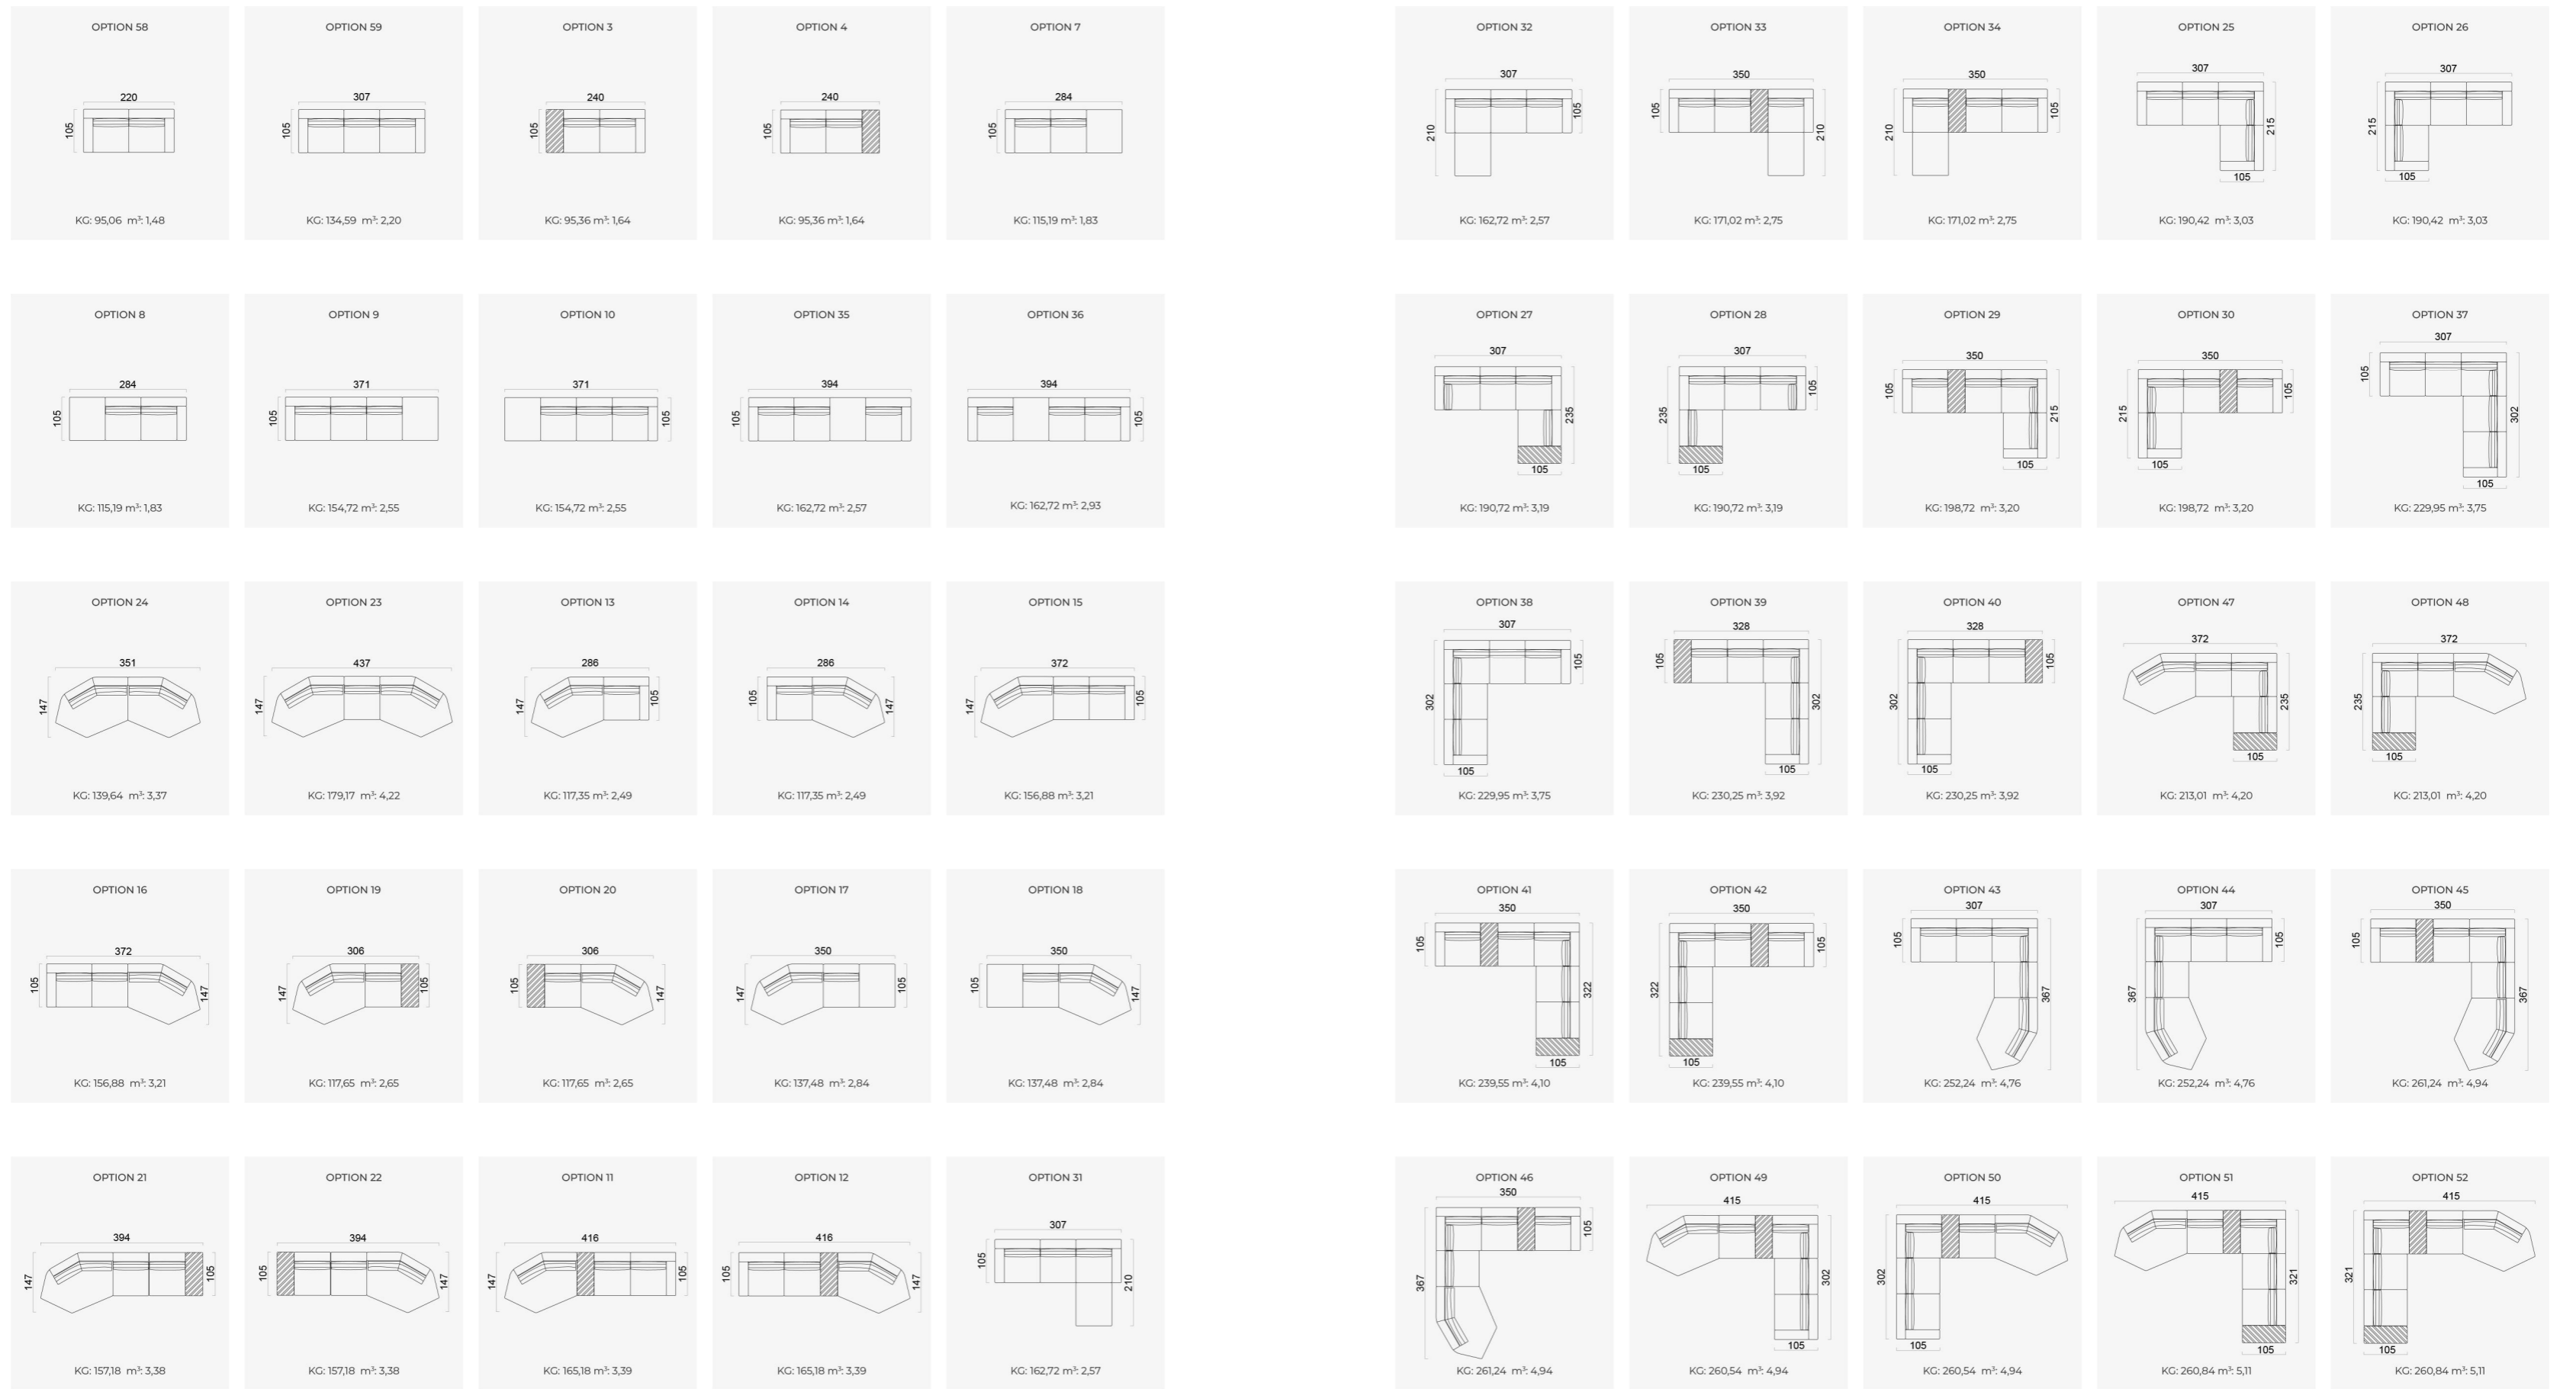 OPTION 58
220
105
KG: 95,06 m³: 1,48
OPTION 59
307
105
KG: 134,59 m³: 2,20
OPTION 3
240
105
KG: 95,36 m³: 1,64
OPTION 4
240
105
KG: 95,36 m³: 1,64
OPTION 7
284
105
KG: 115,19 m³: 1,83
OPTION 32
307
105
210
KG: 162,72 m³: 2,57
OPTION 33
350
105
210
KG: 171,02 m³: 2,75
OPTION 34
350
105
210
KG: 171,02 m³: 2,75
OPTION 25
307
215
105
KG: 190,42 m³: 3,03
OPTION 26
307
215
105
KG: 190,42 m³: 3,03
OPTION 8
284
105
KG: 115,19 m³: 1,83
OPTION 9
371
105
KG: 154,72 m³: 2,55
OPTION 10
371
105
KG: 154,72 m³: 2,55
OPTION 35
394
105
KG: 162,72 m³: 2,57
OPTION 36
394
105
KG: 162,72 m³: 2,93
OPTION 27
307
235
105
KG: 190,72 m³: 3,19
OPTION 28
307
105
235
105
KG: 190,72 m³: 3,19
OPTION 29
350
105
215
105
KG: 198,72 m³: 3,20
OPTION 30
350
105
215
105
KG: 198,72 m³: 3,20
OPTION 37
307
105
302
105
KG: 229,95 m³: 3,75
OPTION 24
351
147
KG: 139,64 m³: 3,37
OPTION 23
437
147
KG: 179,17 m³: 4,22
OPTION 13
286
147
105
KG: 117,35 m³: 2,49
OPTION 14
286
105
147
KG: 117,35 m³: 2,49
OPTION 15
372
147
105
KG: 156,88 m³: 3,21
OPTION 38
307
105
302
105
KG: 229,95 m³: 3,75
OPTION 39
328
105
302
105
KG: 230,25 m³: 3,92
OPTION 40
328
105
302
105
KG: 230,25 m³: 3,92
OPTION 47
372
235
105
KG: 213,01 m³: 4,20
OPTION 48
372
235
105
KG: 213,01 m³: 4,20
OPTION 16
372
105
147
KG: 156,88 m³: 3,21
OPTION 19
306
147
105
KG: 117,65 m³: 2,65
OPTION 20
306
105
147
KG: 117,65 m³: 2,65
OPTION 17
350
147
105
KG: 137,48 m³: 2,84
OPTION 18
350
105
147
KG: 137,48 m³: 2,84
OPTION 41
350
105
322
105
KG: 239,55 m³: 4,10
OPTION 42
350
105
322
105
KG: 239,55 m³: 4,10
OPTION 43
307
105
367
KG: 252,24 m³: 4,76
OPTION 44
307
105
367
KG: 252,24 m³: 4,76
OPTION 45
350
105
367
KG: 261,24 m³: 4,94
OPTION 21
394
147
105
KG: 157,18 m³: 3,38
OPTION 22
394
105
147
KG: 157,18 m³: 3,38
OPTION 11
416
147
105
KG: 165,18 m³: 3,39
OPTION 12
416
105
147
KG: 165,18 m³: 3,39
OPTION 31
307
105
210
KG: 162,72 m³: 2,57
OPTION 46
350
105
367
KG: 261,24 m³: 4,94
OPTION 49
415
302
105
KG: 260,54 m³: 4,94
OPTION 50
415
302
105
KG: 260,54 m³: 4,94
OPTION 51
415
321
105
KG: 260,84 m³: 5,11
OPTION 52
415
321
105
KG: 260,84 m³: 5,11